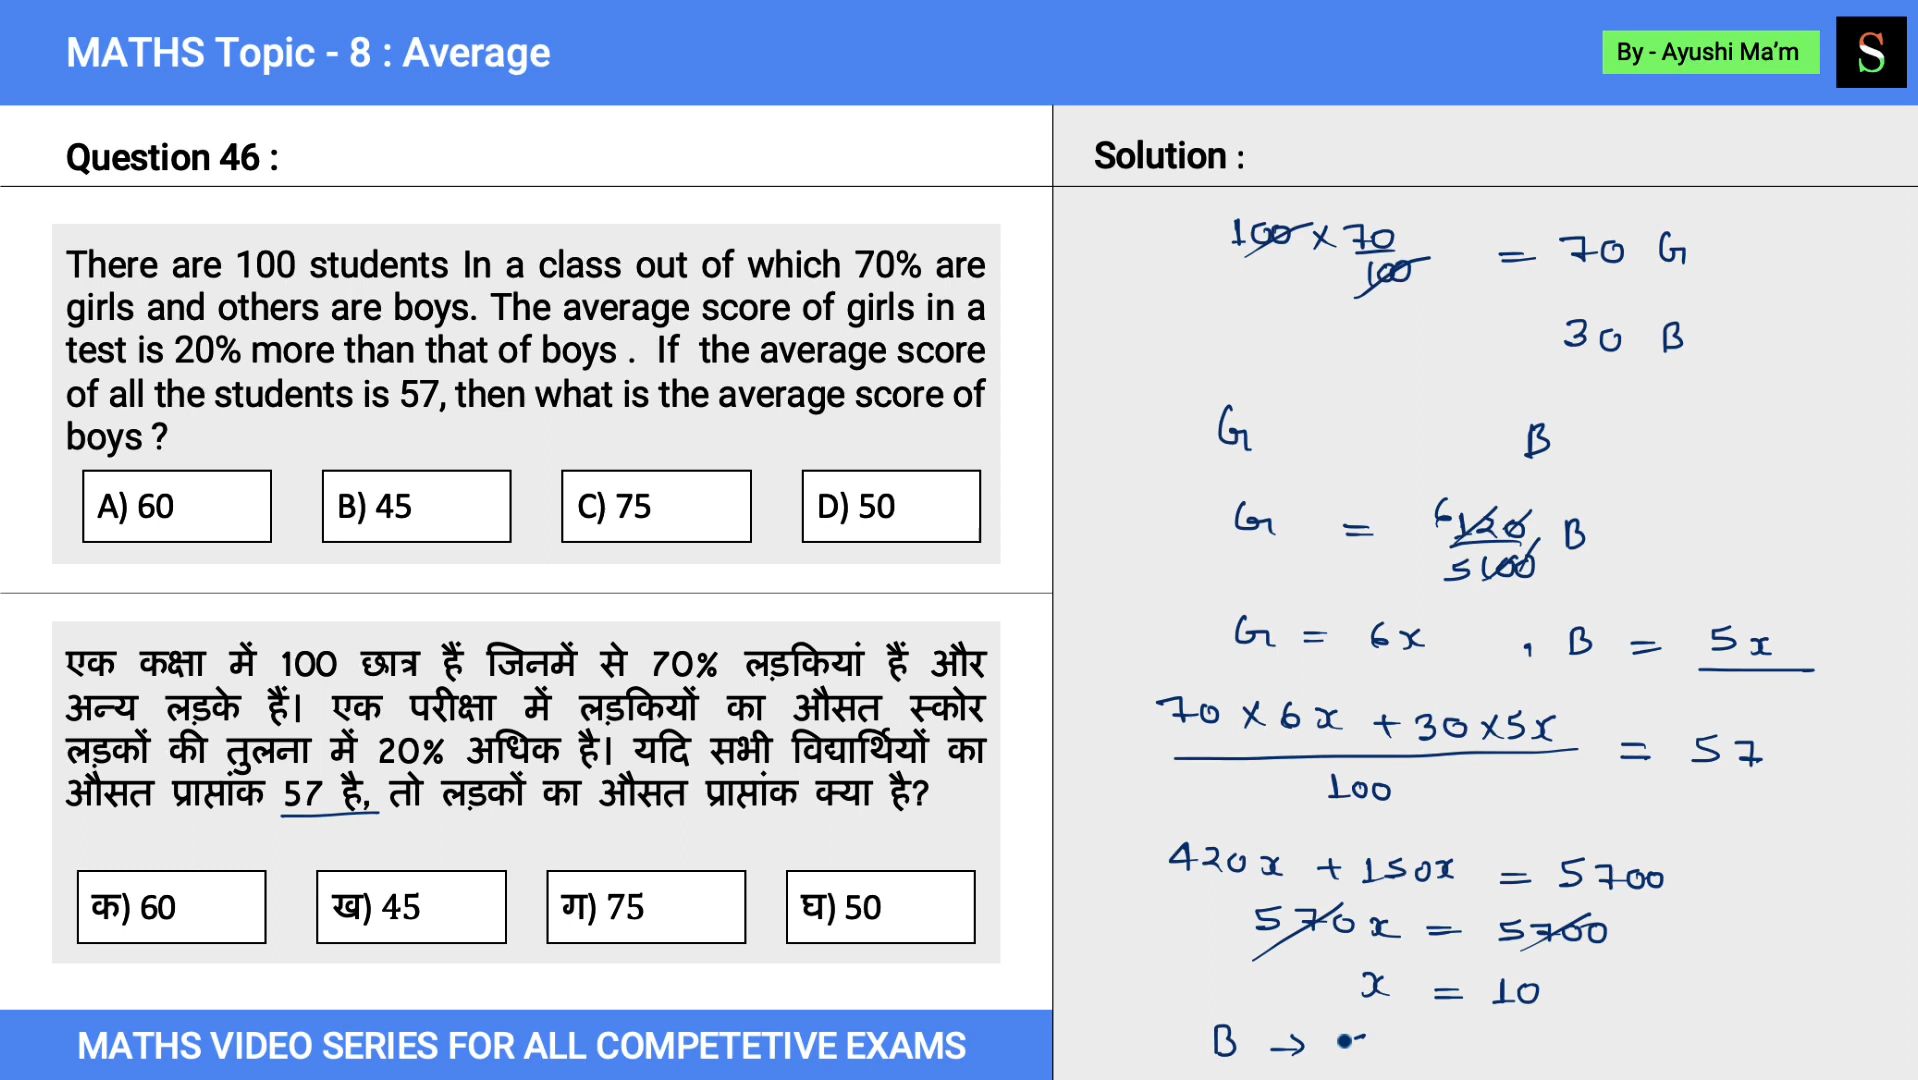 MATHS Topic - 8 : Average
By - Ayushi Ma’m
S
Question 46 :
There are 100 students In a class out of which 70% are
girls and others are boys. The average score of girls in a
test is 20% more than that of boys . If the average score
of all the students is 57, then what is the average score of
boys ?
A) 60
B) 45
C) 75
D) 50
एक कक्षा में 100 छात्र हैं जिनमें से 70% लड़कियां हैं और
अन्य लड़के हैं। एक परीक्षा में लड़कियों का औसत स्कोर
लड़कों की तुलना में 20% अधिक है। यदि सभी विद्यार्थियों का
औसत प्राप्तांक 57 है, तो लड़कों का औसत प्राप्तांक क्या है?
क) 60
ख) 45
ग) 75
घ) 50
MATHS VIDEO SERIES FOR ALL COMPETETIVE EXAMS
Solution :
100 × 70/100 = 70 G
30 B
G B
G = 6 120/5 100 B
G = 6x , B = 5x
70 × 6x + 30 × 5x
100
= 57
420x + 150x = 5700
570x = 5700
x = 10
B →